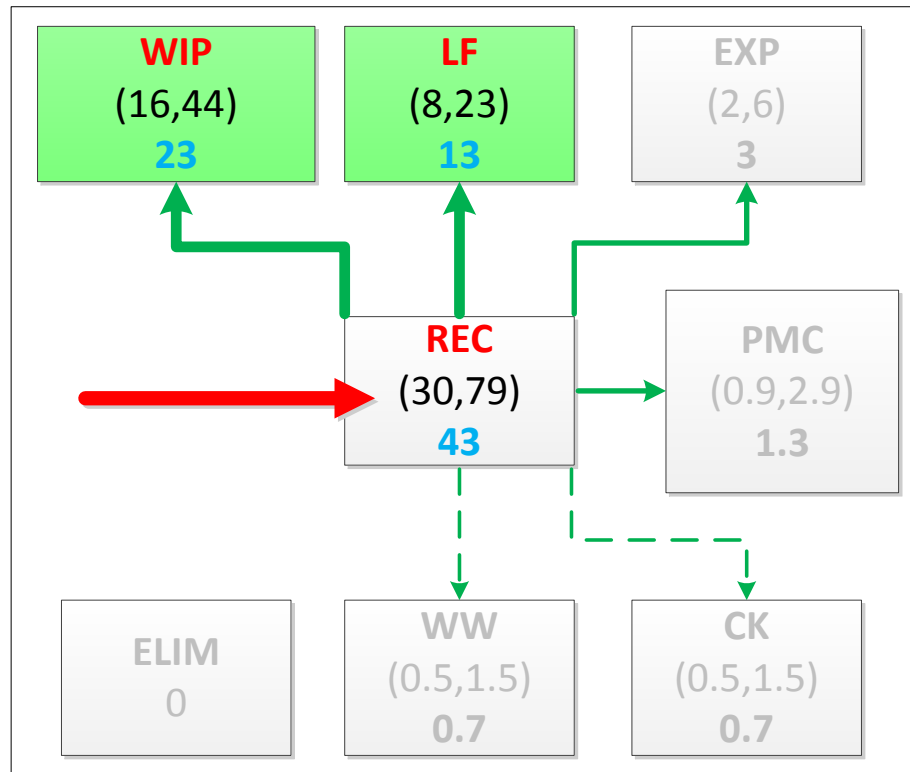 WIP
(16,44)
23
LF
(8,23)
13
EXP
(2,6)
3
REC
(30,79)
43
PMC
(0.9,2.9)
1.3
ELIM
0
WW
(0.5,1.5)
0.7
CK
(0.5,1.5)
0.7